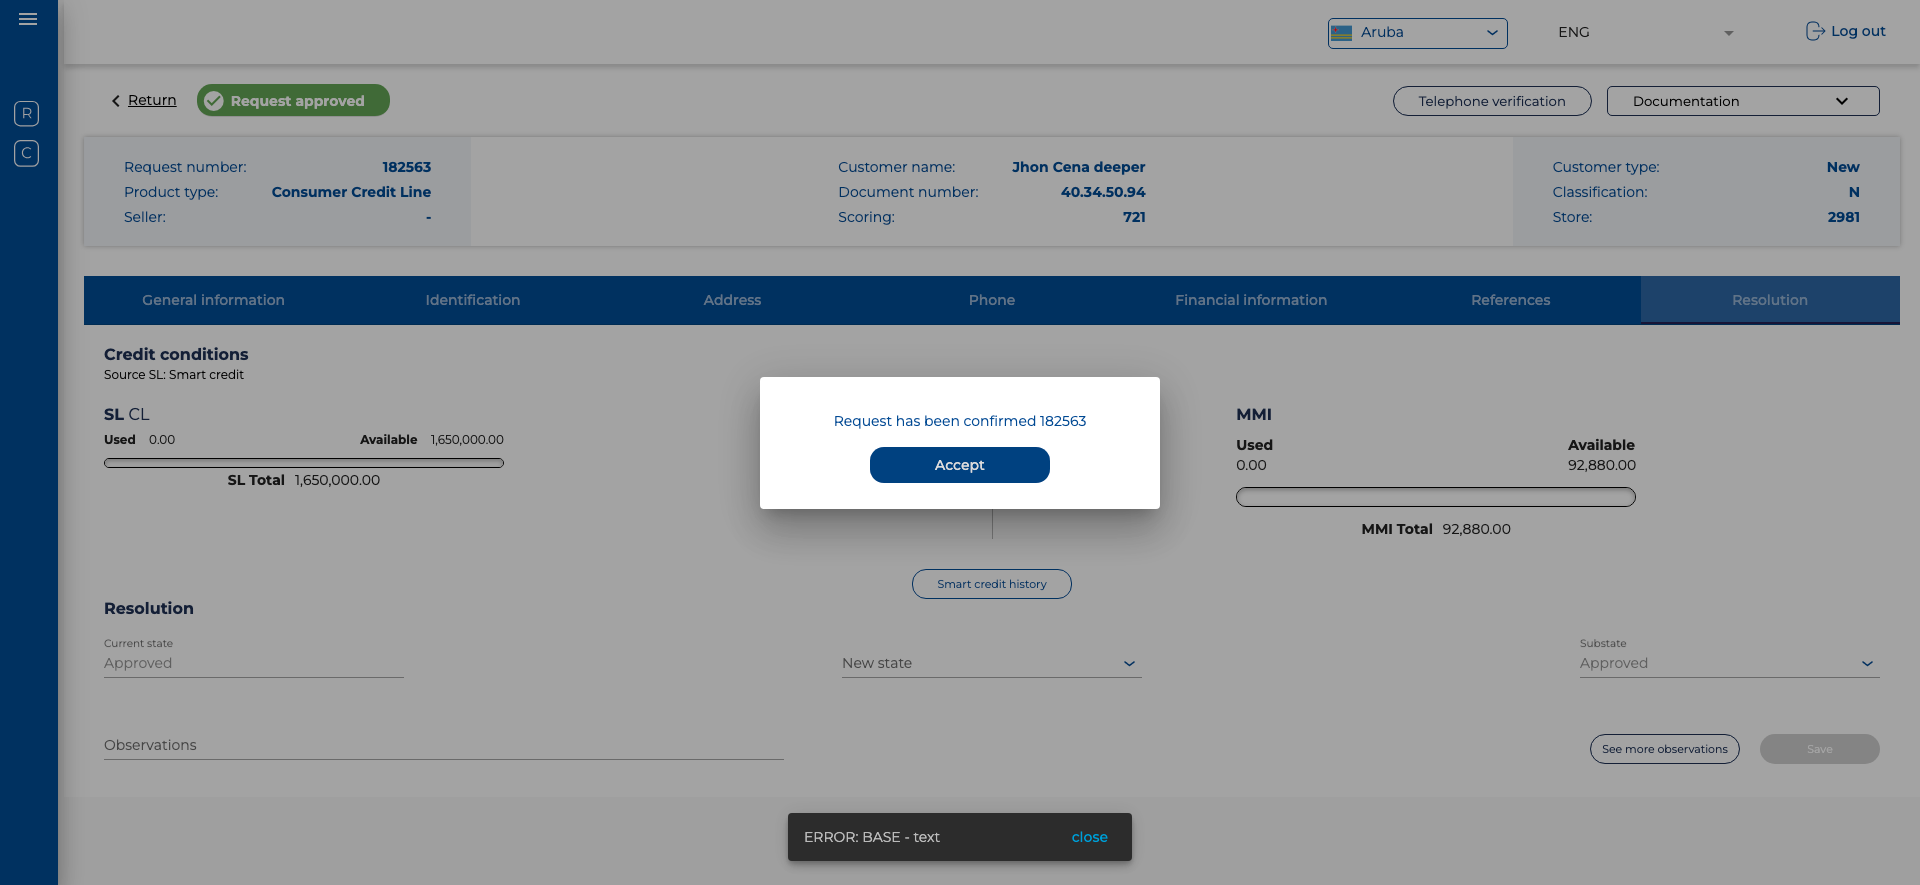 Aruba
ENG
Log out
R
C
Return
Request approved
Telephone verification
Documentation
Request number: 182563
Product type: Consumer Credit Line
Seller: -
Customer name: Jhon Cena deeper
Document number: 40.34.50.94
Scoring: 721
Customer type: New
Classification: N
Store: 2981
General information
Identification
Address
Phone
Financial information
References
Resolution
Credit conditions
Source SL: Smart credit
SL CL
Used 0.00 Available 1,650,000.00
SL Total 1,650,000.00
Request has been confirmed 182563
Accept
MMI
Used Available
0.00 92,880.00
MMI Total 92,880.00
Smart credit history
Resolution
Current state
Approved
New state
Substate
Approved
Observations
See more observations
Save
ERROR: BASE - text close